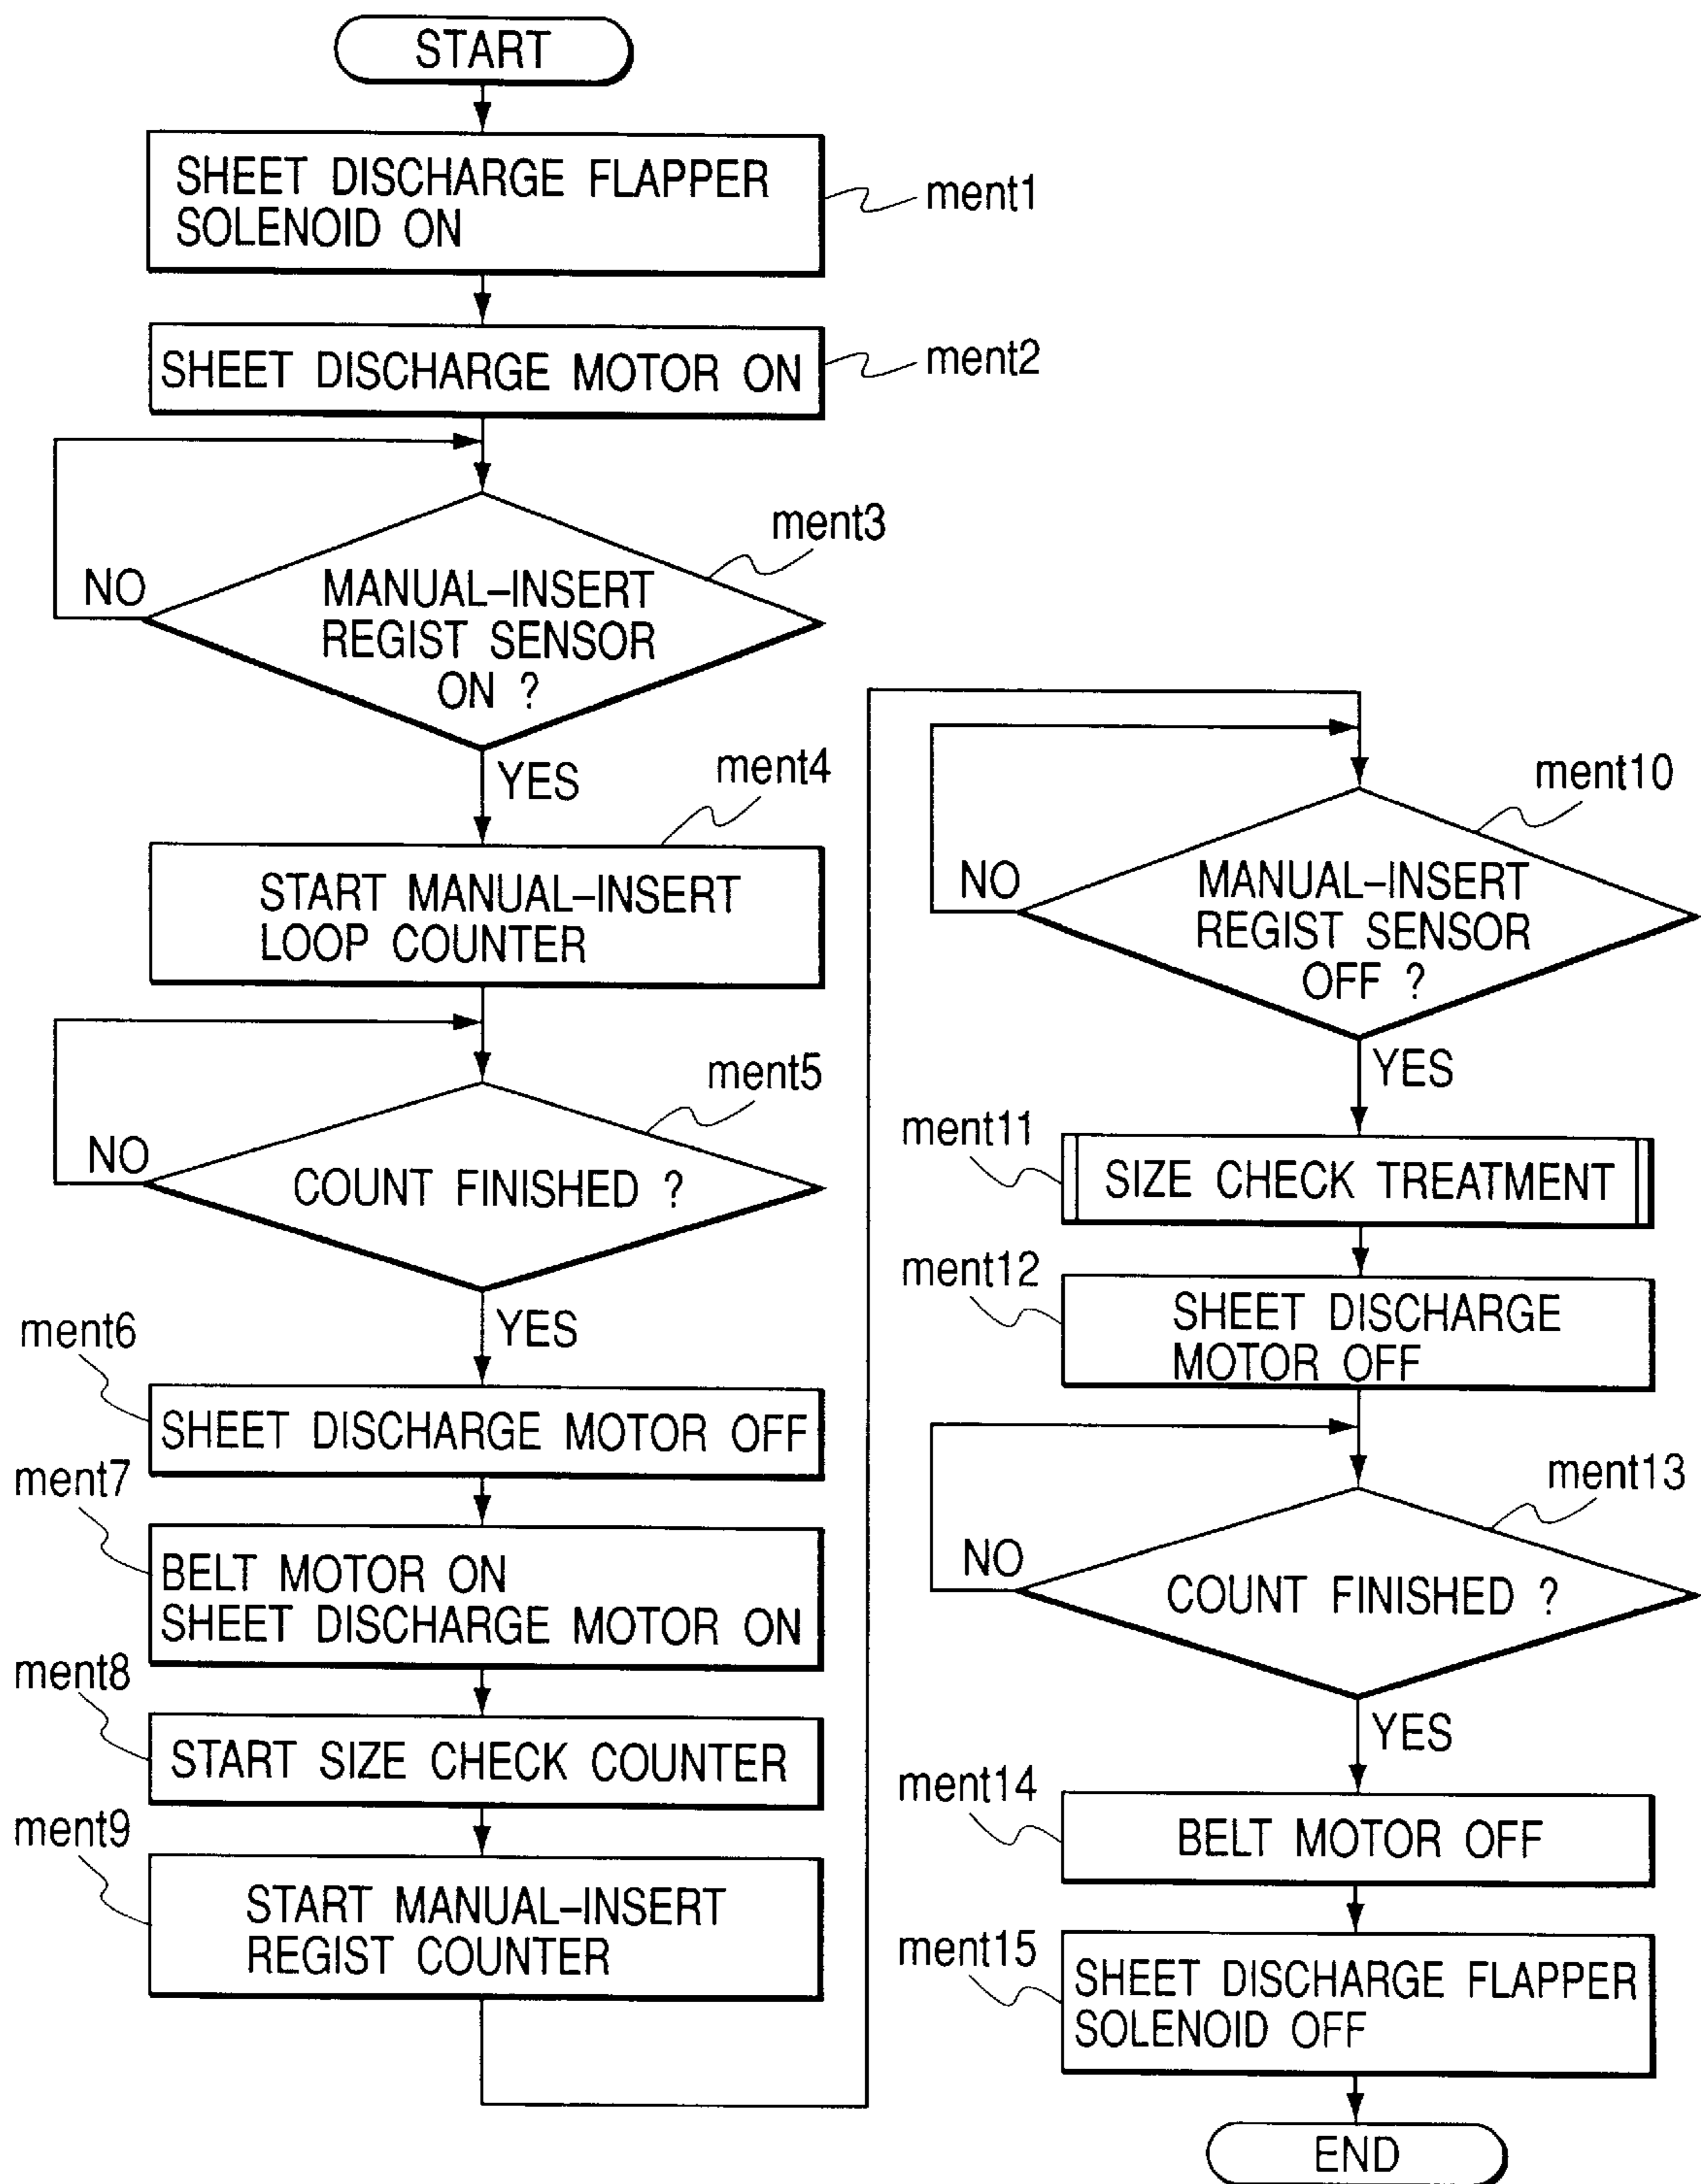 START
SHEET DISCHARGE FLAPPER
SOLENOID ON
ment1
SHEET DISCHARGE MOTOR ON
ment2
ment3
NO
MANUAL–INSERT
REGIST SENSOR
ON ?
YES
ment4
START MANUAL–INSERT
LOOP COUNTER
ment5
NO
COUNT FINISHED ?
YES
ment6
SHEET DISCHARGE MOTOR OFF
ment7
BELT MOTOR ON
SHEET DISCHARGE MOTOR ON
ment8
START SIZE CHECK COUNTER
ment9
START MANUAL–INSERT
REGIST COUNTER
ment10
NO
MANUAL–INSERT
REGIST SENSOR
OFF ?
YES
ment11
SIZE CHECK TREATMENT
ment12
SHEET DISCHARGE
MOTOR OFF
ment13
NO
COUNT FINISHED ?
YES
ment14
BELT MOTOR OFF
ment15
SHEET DISCHARGE FLAPPER
SOLENOID OFF
END